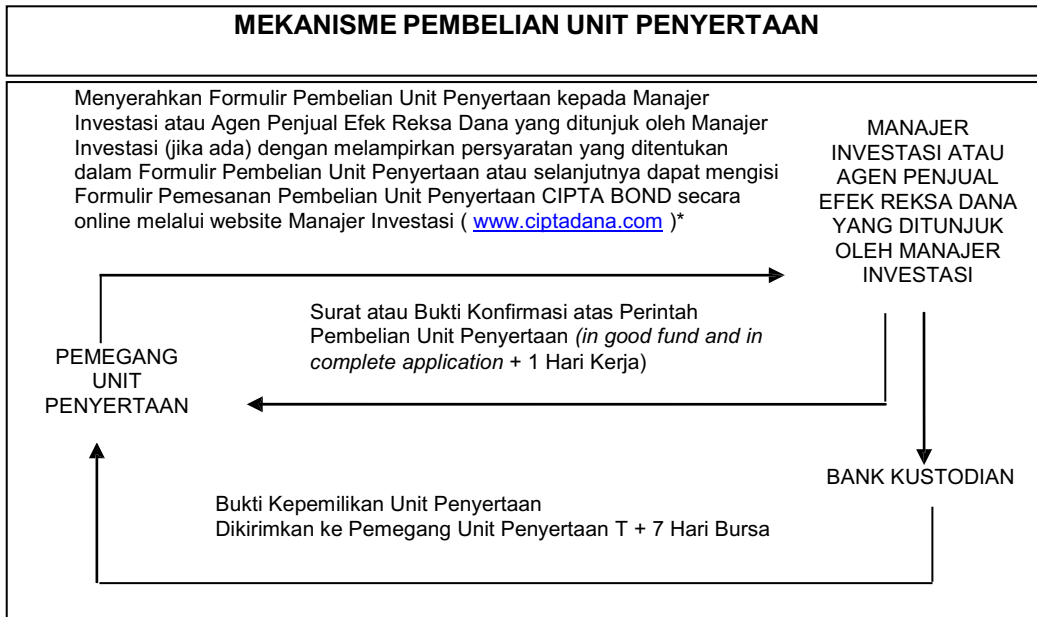 MEKANISME PEMBELIAN UNIT PENYERTAAN
Menyerahkan Formulir Pembelian Unit Penyertaan kepada Manajer
Investasi atau Agen Penjual Efek Reksa Dana yang ditunjuk oleh Manajer
Investasi (jika ada) dengan melampirkan persyaratan yang ditentukan
dalam Formulir Pembelian Unit Penyertaan atau selanjutnya dapat mengisi
Formulir Pemesanan Pembelian Unit Penyertaan CIPTA BOND secara
online melalui website Manajer Investasi ( www.ciptadana.com )*
MANAJER
INVESTASI ATAU
AGEN PENJUAL
EFEK REKSA DANA
YANG DITUNJUK
OLEH MANAJER
INVESTASI
Surat atau Bukti Konfirmasi atas Perintah
Pembelian Unit Penyertaan (in good fund and in
complete application + 1 Hari Kerja)
PEMEGANG
UNIT
PENYERTAAN
BANK KUSTODIAN
Bukti Kepemilikan Unit Penyertaan
Dikirimkan ke Pemegang Unit Penyertaan T + 7 Hari Bursa